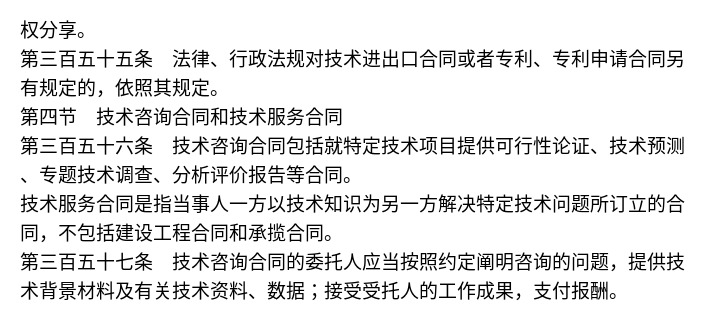 权分享。
第三百五十五条　法律、行政法规对技术进出口合同或者专利、专利申请合同另
有规定的，依照其规定。
第四节　技术咨询合同和技术服务合同
第三百五十六条　技术咨询合同包括就特定技术项目提供可行性论证、技术预测
、专题技术调查、分析评价报告等合同。
技术服务合同是指当事人一方以技术知识为另一方解决特定技术问题所订立的合
同，不包括建设工程合同和承揽合同。
第三百五十七条　技术咨询合同的委托人应当按照约定阐明咨询的问题，提供技
术背景材料及有关技术资料、数据；接受受托人的工作成果，支付报酬。